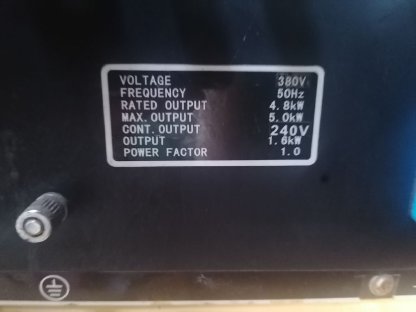 VOLTAGE 380V
FREQUENCY 50Hz
RATED OUTPUT 4.8kW
MAX. OUTPUT 5.0kW
CONT. OUTPUT 240V
OUTPUT 1.6kW
POWER FACTOR 1.0